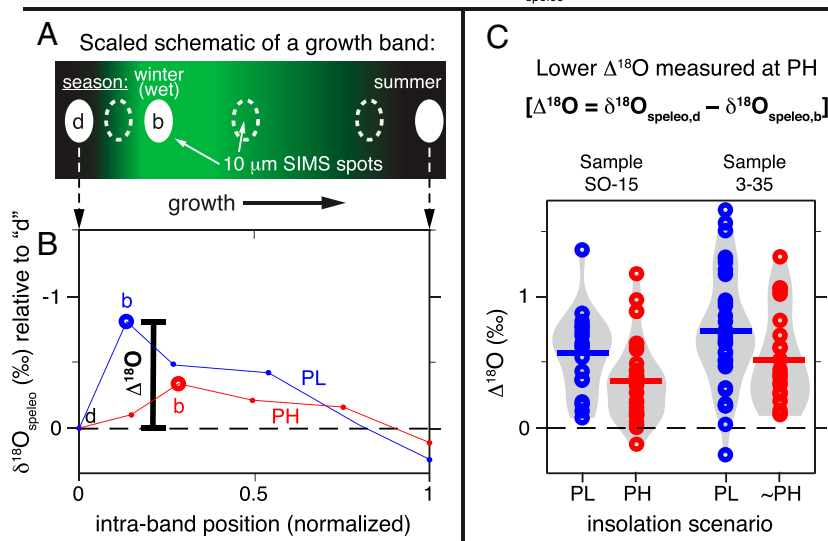 speleo
A
Scaled schematic of a growth band:
season:
winter
(wet)
summer
d
b
10 μm SIMS spots
growth
B
δ¹⁸Ospeleo (‰) relative to “d”
-1
0
b
d
Δ¹⁸O
b
PL
PH
0
0.5
1
intra-band position (normalized)
C
Lower Δ¹⁸O measured at PH
[Δ¹⁸O = δ¹⁸Ospeleo,d – δ¹⁸Ospeleo,b]
Sample
SO-15
Sample
3-35
Δ¹⁸O (‰)
1
0
PL
PH
PL
~PH
insolation scenario